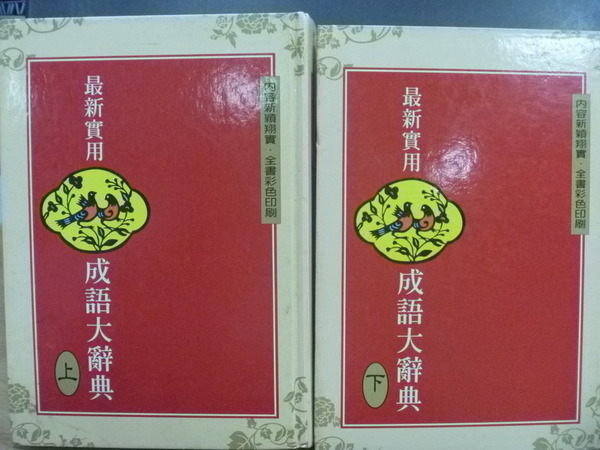 最新實用
成語大辭典
上
內容新穎翔實·全書彩色印刷
最新實用
成語大辭典
下
內容新穎翔實·全書彩色印刷